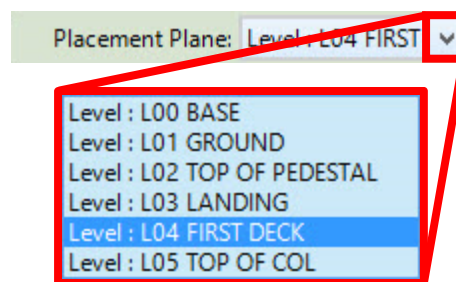 Placement Plane: Level : L04 FIRST
Level : L00 BASE
Level : L01 GROUND
Level : L02 TOP OF PEDESTAL
Level : L03 LANDING
Level : L04 FIRST DECK
Level : L05 TOP OF COL